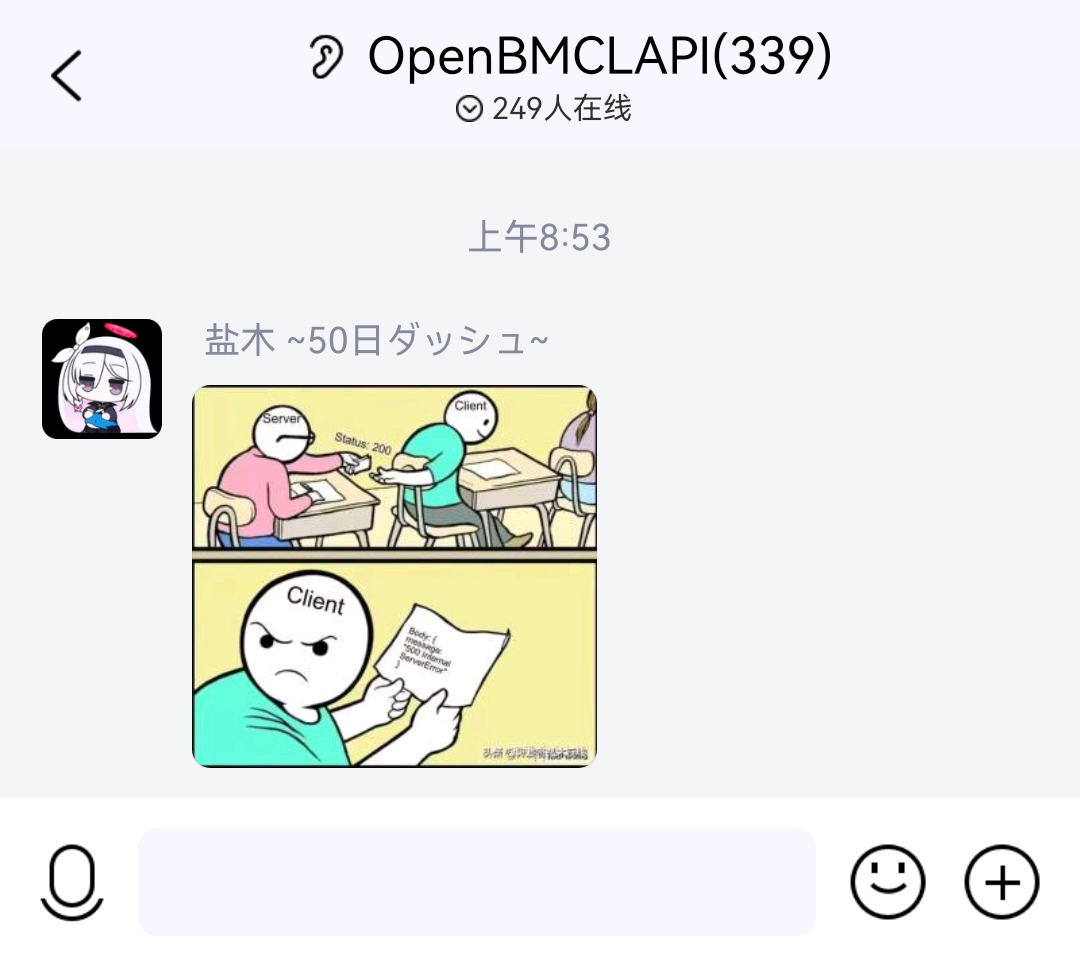 OpenBMCLAPI(339)
249人在线
上午8:53
盐木 ~50日ダッシュ~
Server
Client
Status: 200
Client
Body: {
message:
"500 Internal
ServerError"
}
头条